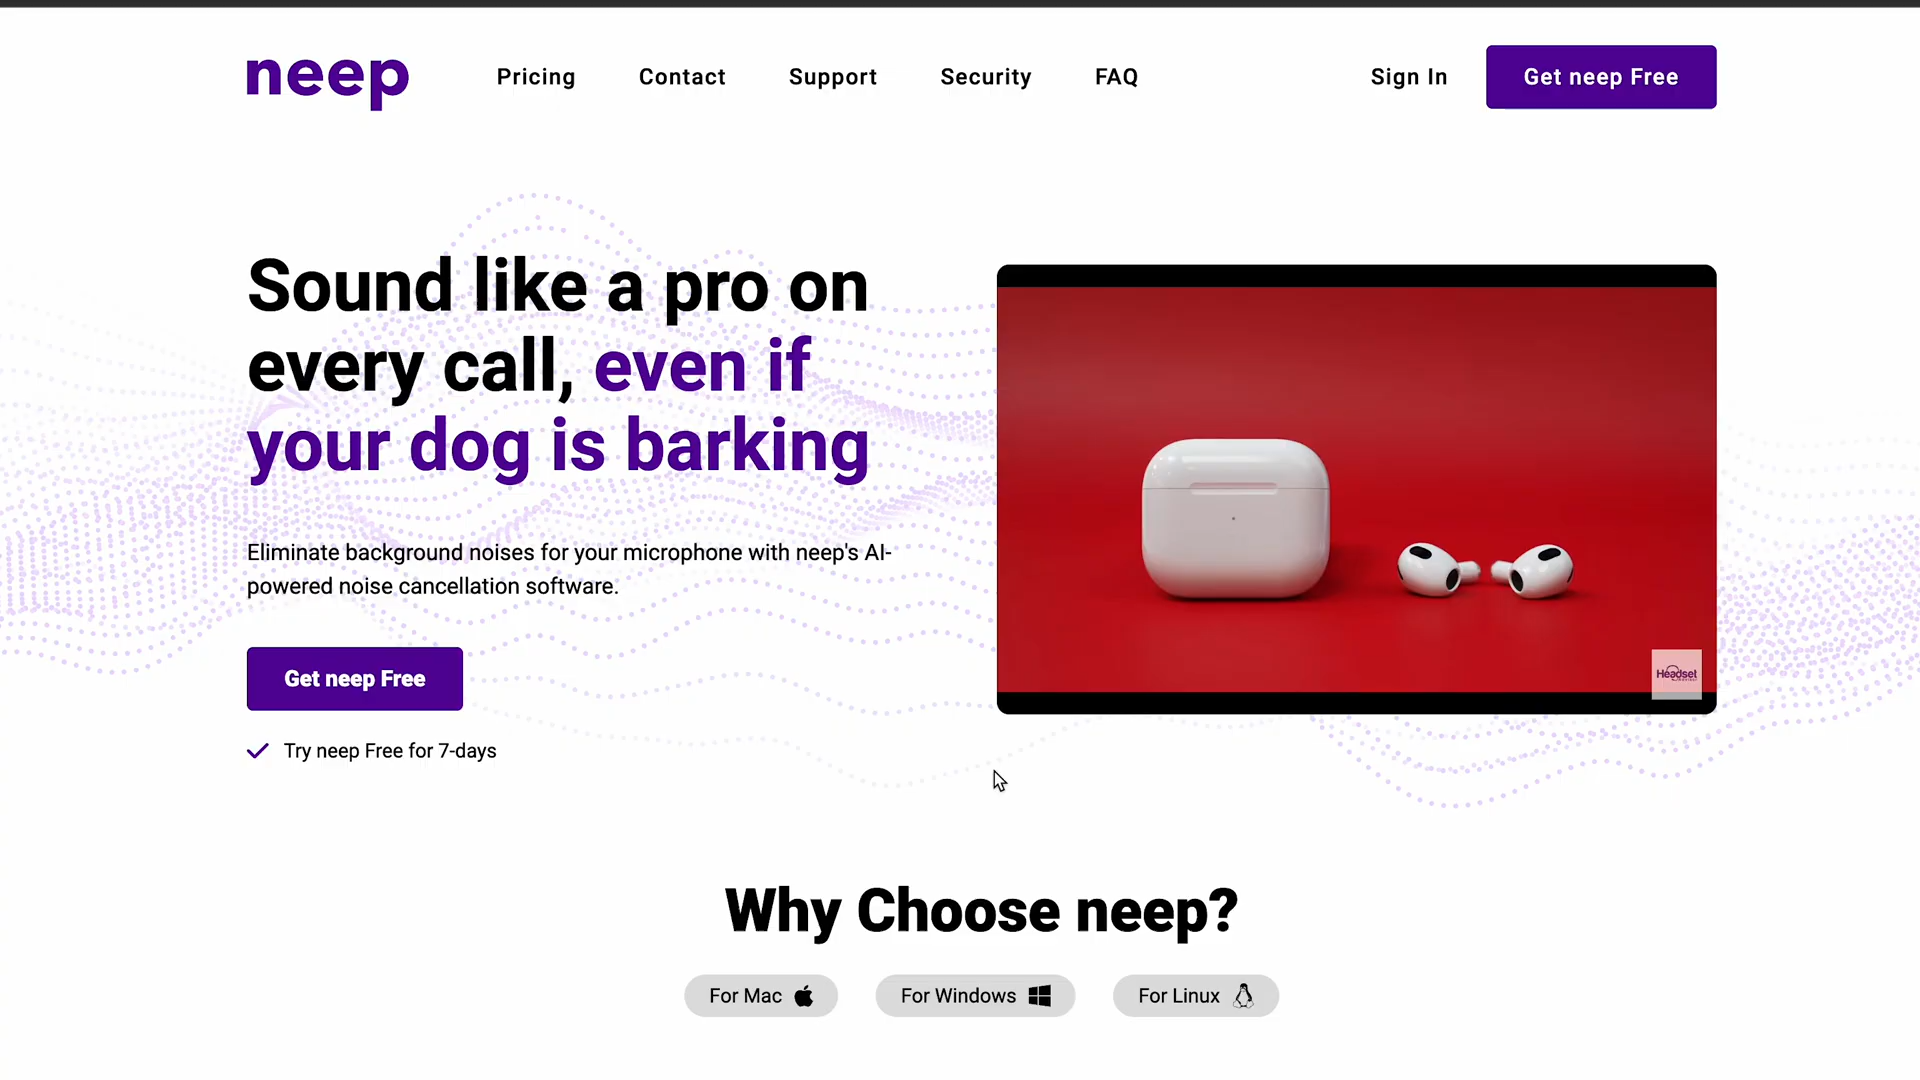 neep
Pricing
Contact
Support
Security
FAQ
Sign In
Get neep Free
Sound like a pro on
every call, even if
your dog is barking
Eliminate background noises for your microphone with neep's AI-
powered noise cancellation software.
Get neep Free
Try neep Free for 7-days
Headset
Why Choose neep?
For Mac
For Windows
For Linux